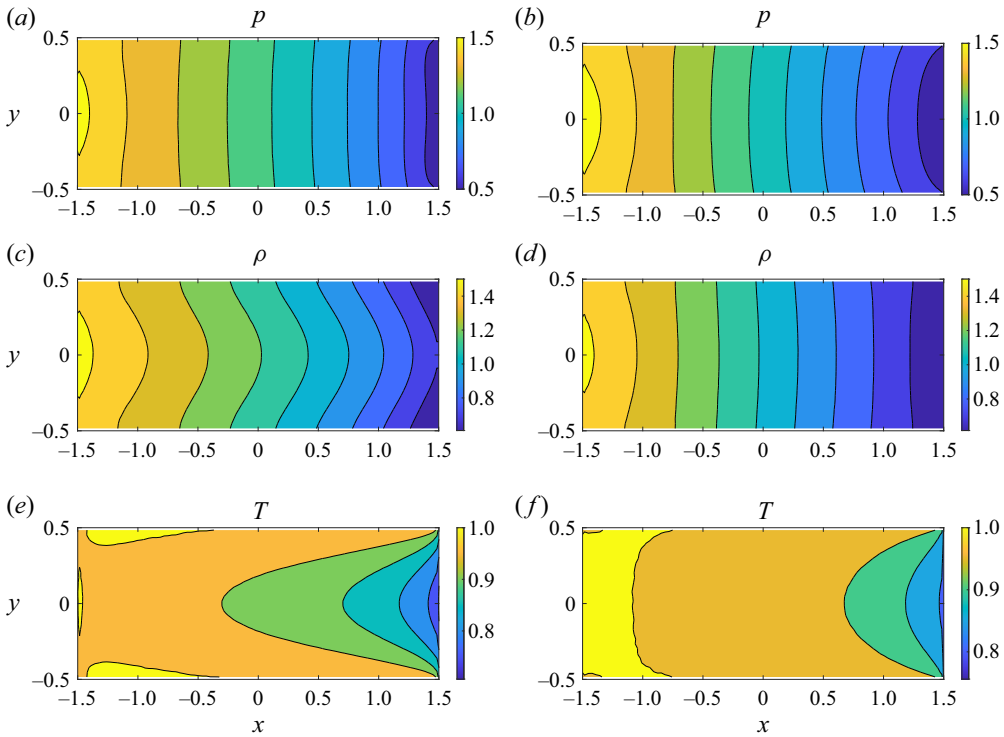 (a) p (b) p
0.5 1.5 0.5 1.5
y 0 1.0 0 1.0
–0.5 0.5 –0.5 0.5
–1.5 –1.0 –0.5 0 0.5 1.0 1.5 –1.5 –1.0 –0.5 0 0.5 1.0 1.5
(c) ρ (d) ρ
0.5 1.4 0.5 1.4
1.2 1.2
y 0 1.0 0 1.0
0.8 0.8
–0.5 –0.5
–1.5 –1.0 –0.5 0 0.5 1.0 1.5 –1.5 –1.0 –0.5 0 0.5 1.0 1.5
(e) T (f) T
0.5 1.0 0.5 1.0
0.9 0.9
y 0 0
0.8 0.8
–0.5 –0.5
–1.5 –1.0 –0.5 0 0.5 1.0 1.5 –1.5 –1.0 –0.5 0 0.5 1.0 1.5
x x